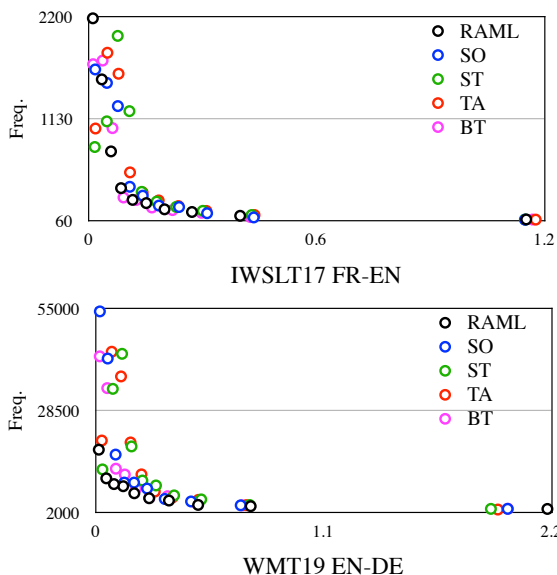 2200
RAML
SO
ST
TA
BT
Freq.
1130
60
0
0.6
1.2
IWSLT17 FR-EN
55000
RAML
SO
ST
TA
BT
Freq.
28500
2000
0
1.1
2.2
WMT19 EN-DE